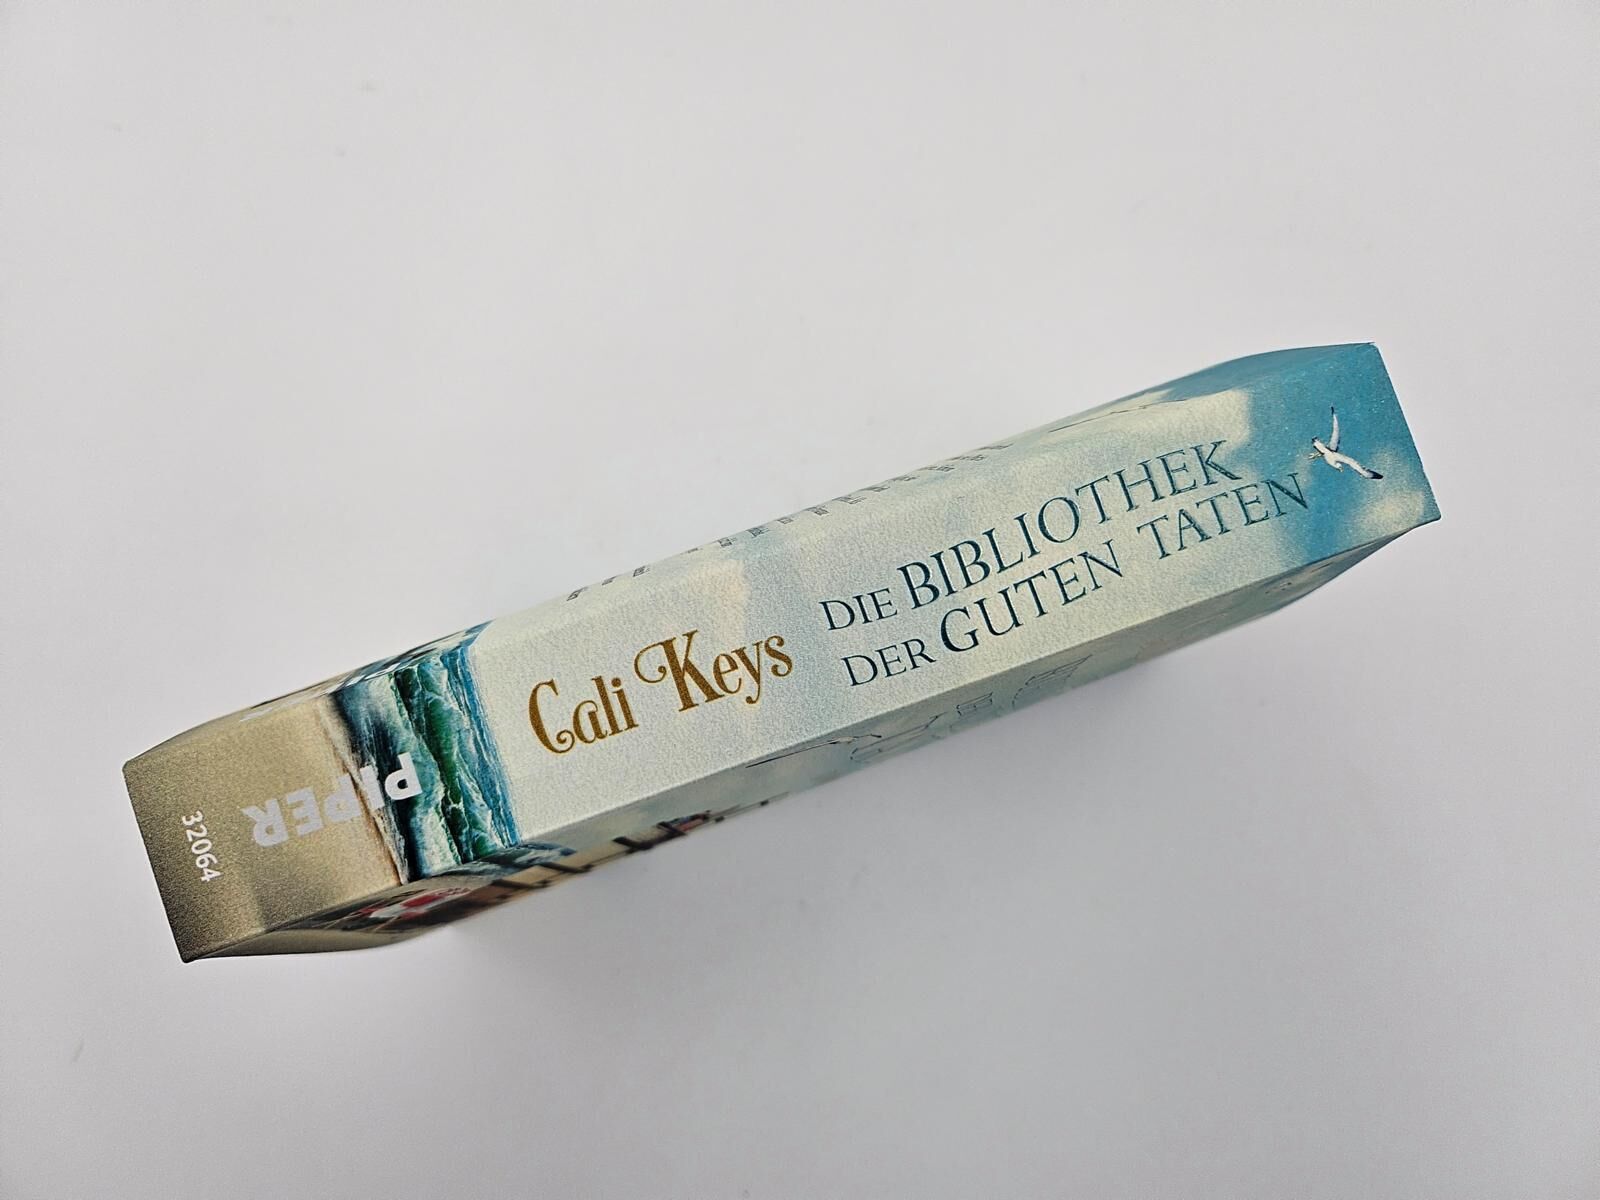 Cali Keys
DIE BIBLIOTHEK
DER GUTEN TATEN
PIPER
32064